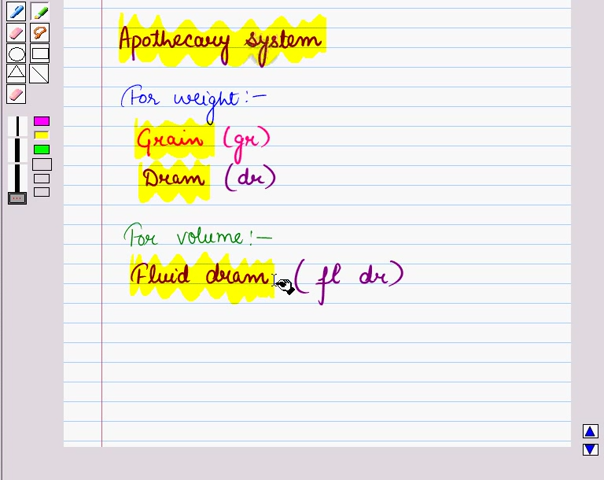 Apothecary system
For weight:-
Grain (gr)
Dram (dr)
For volume:-
Fluid dram (fl dr)